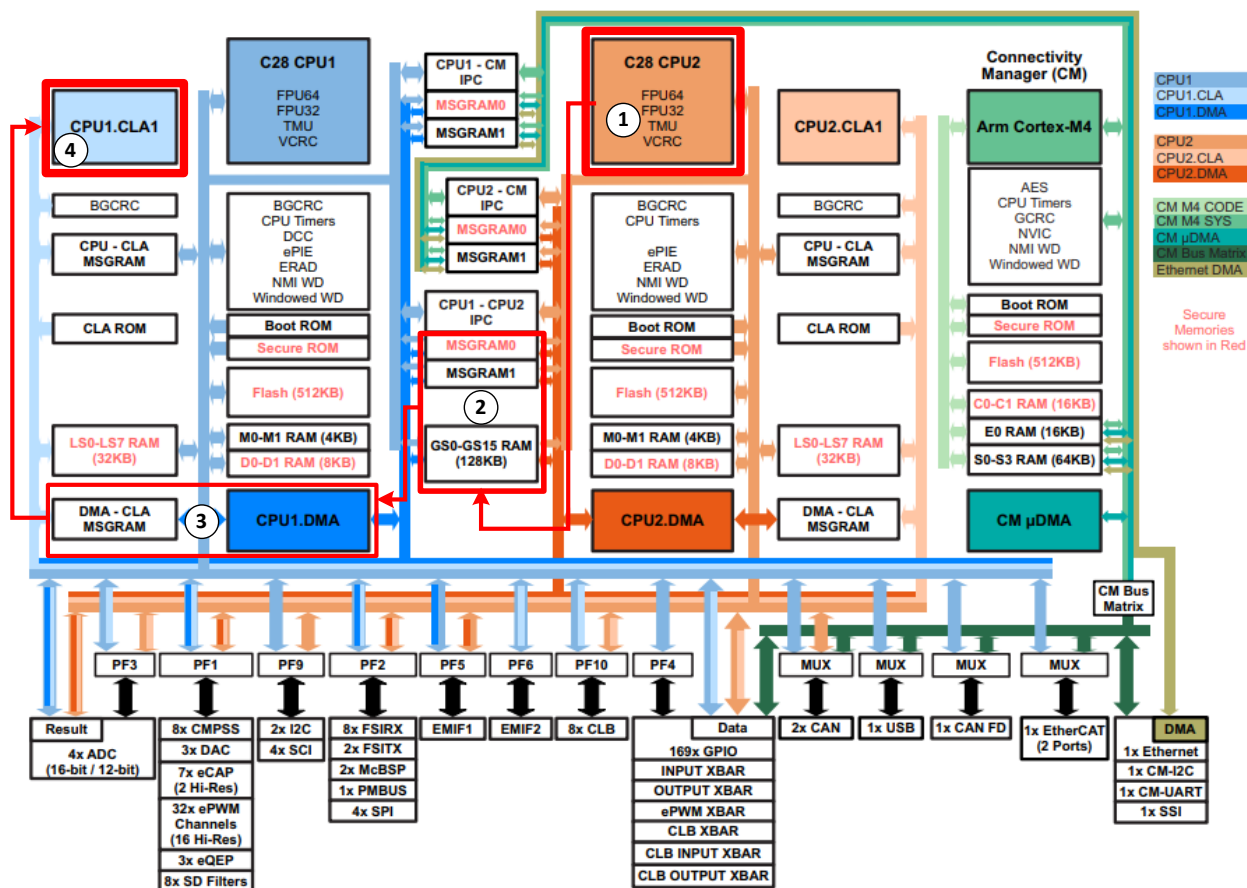 C28 CPU1
FPU64
FPU32
TMU
VCRC
CPU1.CLA1
4
BGCRC
CPU - CLA
MSGRAM
CLA ROM
LS0-LS7 RAM
(32KB)
DMA - CLA
MSGRAM
3
BGCRC
CPU Timers
DCC
ePIE
ERAD
NMI WD
Windowed WD
Boot ROM
Secure ROM
Flash (512KB)
M0-M1 RAM (4KB)
D0-D1 RAM (8KB)
CPU1.DMA
CPU1 - CM
IPC
MSGRAM0
MSGRAM1
CPU2 - CM
IPC
MSGRAM0
MSGRAM1
CPU1 - CPU2
IPC
MSGRAM0
MSGRAM1
2
GS0-GS15 RAM
(128KB)
C28 CPU2
1
FPU64
FPU32
TMU
VCRC
BGCRC
CPU Timers
ePIE
ERAD
NMI WD
Windowed WD
Boot ROM
Secure ROM
Flash (512KB)
M0-M1 RAM (4KB)
D0-D1 RAM (8KB)
CPU2.DMA
CPU2.CLA1
BGCRC
CPU - CLA
MSGRAM
CLA ROM
LS0-LS7 RAM
(32KB)
DMA - CLA
MSGRAM
Connectivity
Manager (CM)
Arm Cortex-M4
AES
CPU Timers
GCRC
NVIC
NMI WD
Windowed WD
Boot ROM
Secure ROM
Flash (512KB)
C0-C1 RAM (16KB)
E0 RAM (16KB)
S0-S3 RAM (64KB)
CM µDMA
CPU1
CPU1.CLA
CPU1.DMA
CPU2
CPU2.CLA
CPU2.DMA
CM M4 CODE
CM M4 SYS
CM µDMA
CM Bus Matrix
Ethernet DMA
Secure
Memories
shown in Red
CM Bus
Matrix
PF3
PF1
PF9
PF2
PF5
PF6
PF10
PF4
MUX
MUX
MUX
MUX
Result
4x ADC
(16-bit / 12-bit)
8x CMPSS
3x DAC
7x eCAP
(2 Hi-Res)
32x ePWM
Channels
(16 Hi-Res)
3x eQEP
8x SD Filters
2x I2C
4x SCI
8x FSIRX
2x FSITX
2x McBSP
1x PMBUS
4x SPI
EMIF1
EMIF2
8x CLB
Data
169x GPIO
INPUT XBAR
OUTPUT XBAR
ePWM XBAR
CLB XBAR
CLB INPUT XBAR
CLB OUTPUT XBAR
2x CAN
1x USB
1x CAN FD
1x EtherCAT
(2 Ports)
DMA
1x Ethernet
1x CM-I2C
1x CM-UART
1x SSI